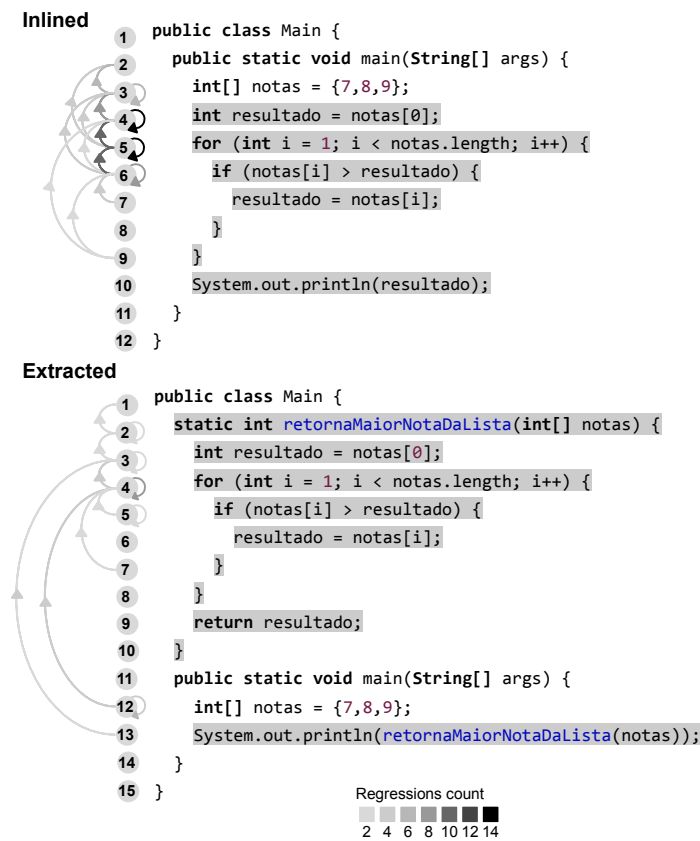 Inlined
1 public class Main {
2 public static void main(String[] args) {
3 int[] notas = {7,8,9};
4 int resultado = notas[0];
5 for (int i = 1; i < notas.length; i++) {
6 if (notas[i] > resultado) {
7 resultado = notas[i];
8 }
9 }
10 System.out.println(resultado);
11 }
12 }
Extracted
1 public class Main {
2 static int retornaMaiorNotaDaLista(int[] notas) {
3 int resultado = notas[0];
4 for (int i = 1; i < notas.length; i++) {
5 if (notas[i] > resultado) {
6 resultado = notas[i];
7 }
8 }
9 return resultado;
10 }
11 public static void main(String[] args) {
12 int[] notas = {7,8,9};
13 System.out.println(retornaMaiorNotaDaLista(notas));
14 }
15 }
Regressions count
2 4 6 8 10 12 14